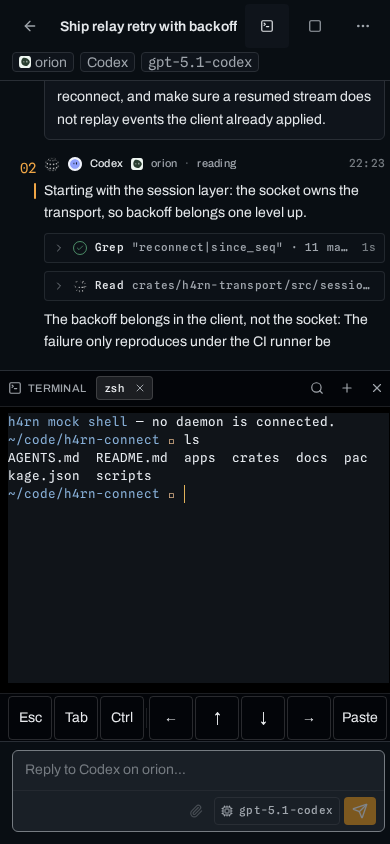 Ship relay retry with backoff
orion Codex gpt-5.1-codex
reconnect, and make sure a resumed stream does
not replay events the client already applied.
02 Codex orion · reading 22:23
Starting with the session layer: the socket owns the
transport, so backoff belongs one level up.
Grep "reconnect|since_seq" · 11 ma… 1s
Read crates/h4rn-transport/src/sessio…
The backoff belongs in the client, not the socket: The
failure only reproduces under the CI runner be
TERMINAL zsh
h4rn mock shell — no daemon is connected.
~/code/h4rn-connect ls
AGENTS.md README.md apps crates docs pac
kage.json scripts
~/code/h4rn-connect
Esc Tab Ctrl ← ↑ ↓ → Paste
Reply to Codex on orion…
gpt-5.1-codex